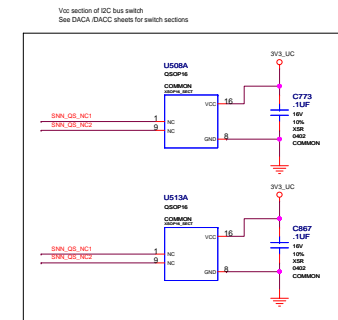 Vcc section of I2C bus switch
See DACA /DACC sheets for switch sections
3V3_UC
U508A
QSOP16
COMMON
XSOP16_SECT
VCC 16
SNN_QS_NC1 1 NC
SNN_QS_NC2 9 NC
GND 8
C773
.1UF
16V
10%
X5R
0402
COMMON
3V3_UC
U513A
QSOP16
COMMON
XSOP16_SECT
VCC 16
SNN_QS_NC1 1 NC
SNN_QS_NC2 9 NC
GND 8
C867
.1UF
16V
10%
X5R
0402
COMMON